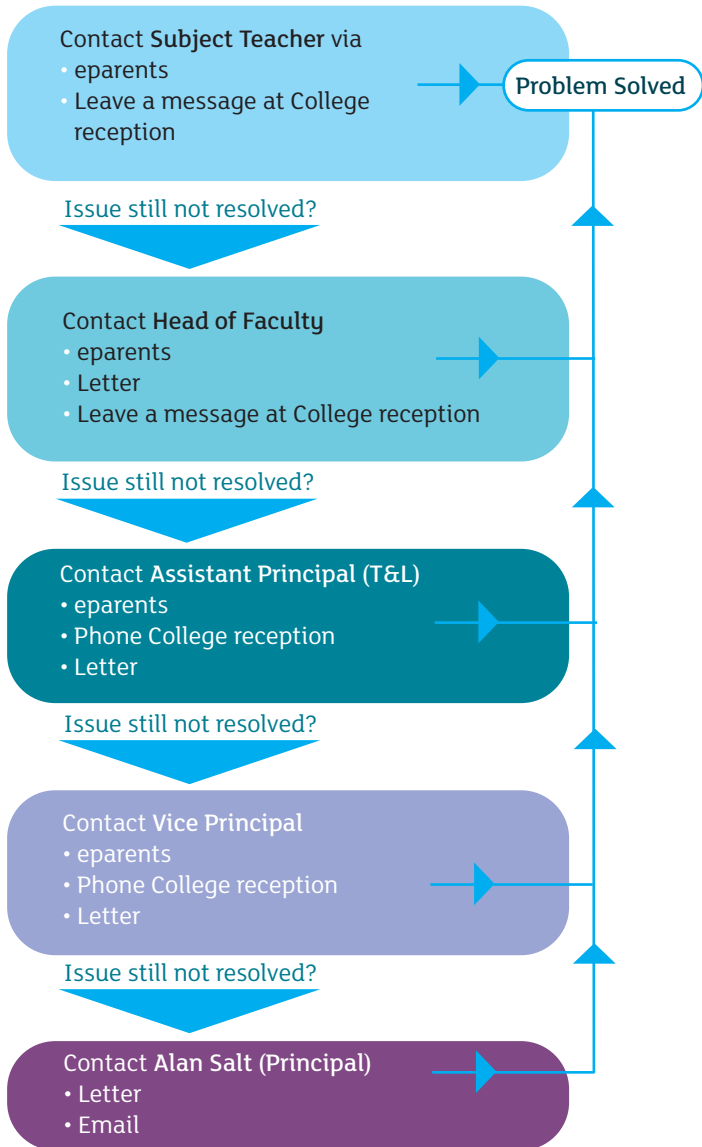 Contact Subject Teacher via
• eparents
• Leave a message at College
reception
Problem Solved
Issue still not resolved?
Contact Head of Faculty
• eparents
• Letter
• Leave a message at College reception
Issue still not resolved?
Contact Assistant Principal (T&L)
• eparents
• Phone College reception
• Letter
Issue still not resolved?
Contact Vice Principal
• eparents
• Phone College reception
• Letter
Issue still not resolved?
Contact Alan Salt (Principal)
• Letter
• Email